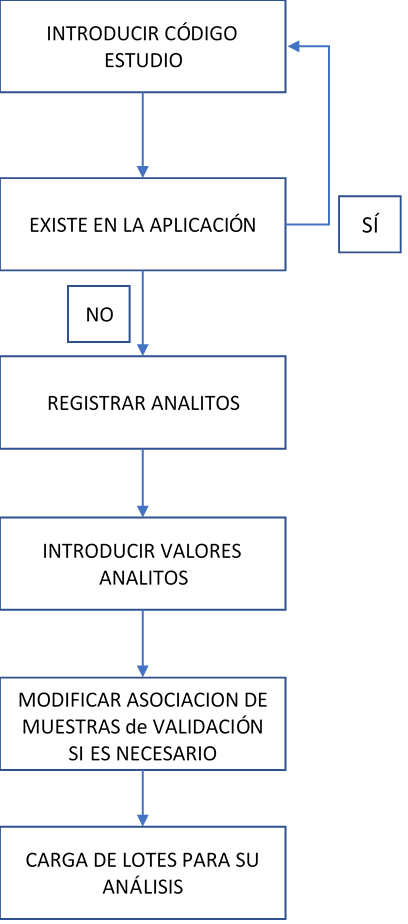 INTRODUCIR CÓDIGO
ESTUDIO
EXISTE EN LA APLICACIÓN
SÍ
NO
REGISTRAR ANALITOS
INTRODUCIR VALORES
ANALITOS
MODIFICAR ASOCIACION DE
MUESTRAS de VALIDACIÓN
SI ES NECESARIO
CARGA DE LOTES PARA SU
ANÁLISIS